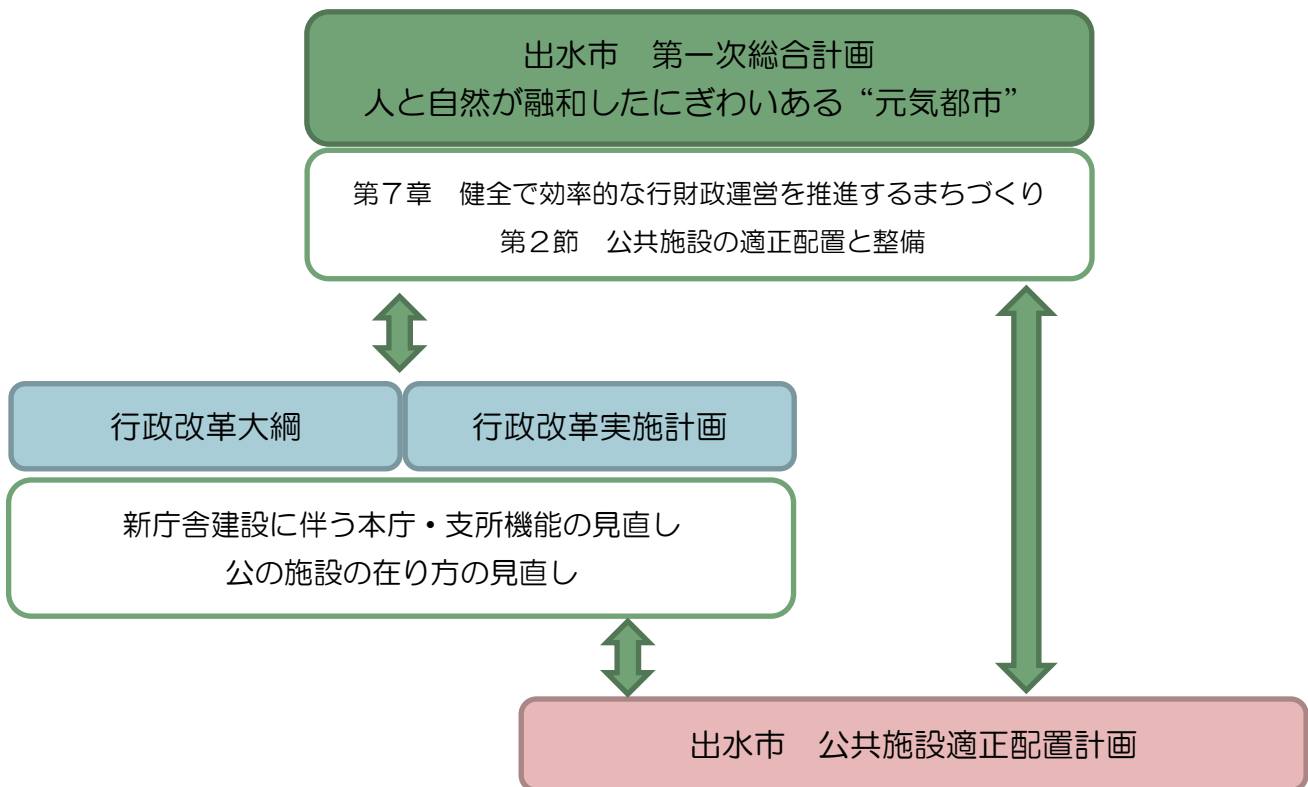 出水市　第一次総合計画
人と自然が融和したにぎわいある“元気都市”
第７章　健全で効率的な行財政運営を推進するまちづくり
第２節　公共施設の適正配置と整備
行政改革大綱
行政改革実施計画
新庁舎建設に伴う本庁・支所機能の見直し
公の施設の在り方の見直し
出水市　公共施設適正配置計画